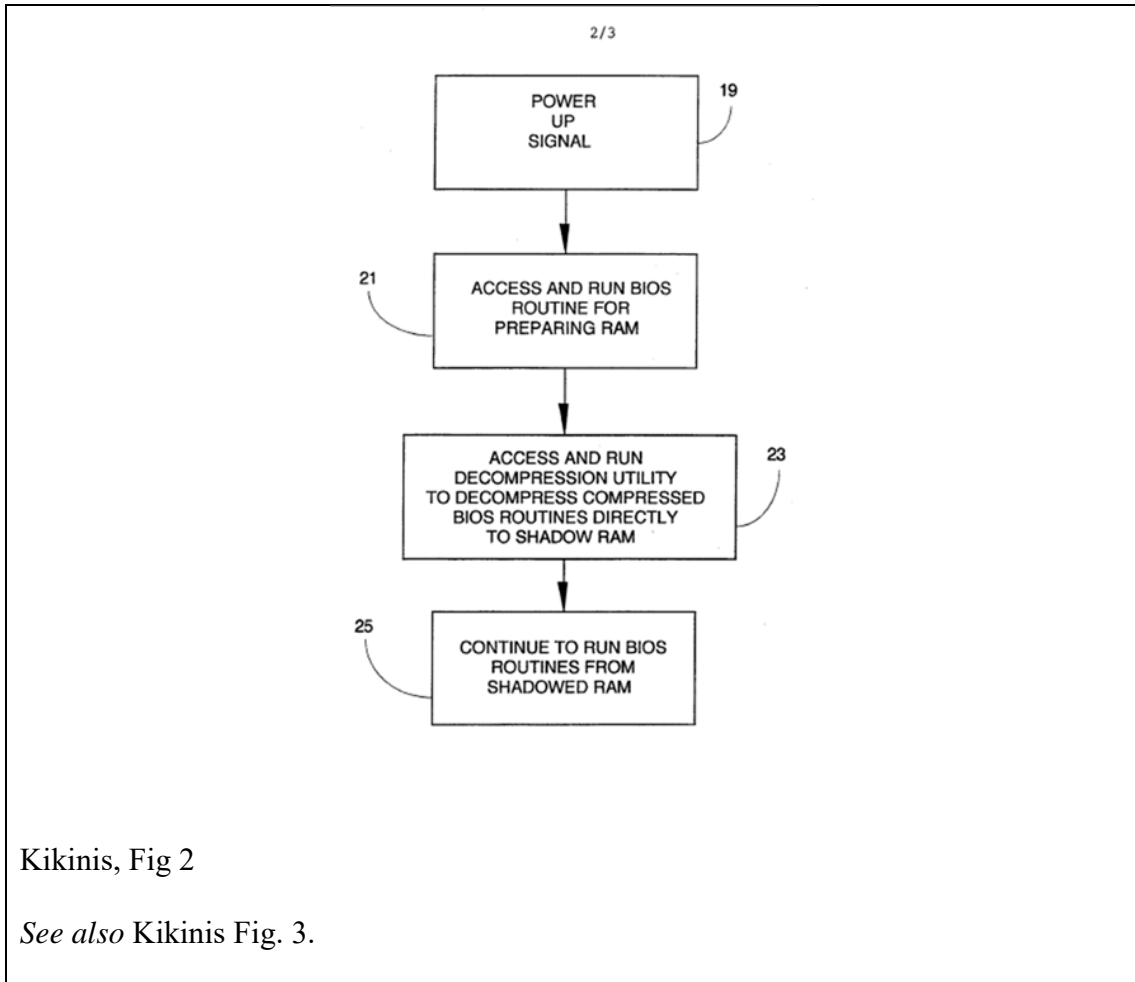 2/3
POWER
UP
SIGNAL
19
21
ACCESS AND RUN BIOS
ROUTINE FOR
PREPARING RAM
ACCESS AND RUN
DECOMPRESSION UTILITY
TO DECOMPRESS COMPRESSED
BIOS ROUTINES DIRECTLY
TO SHADOW RAM
23
25
CONTINUE TO RUN BIOS
ROUTINES FROM
SHADOWED RAM
Kikinis, Fig 2
See also Kikinis Fig. 3.